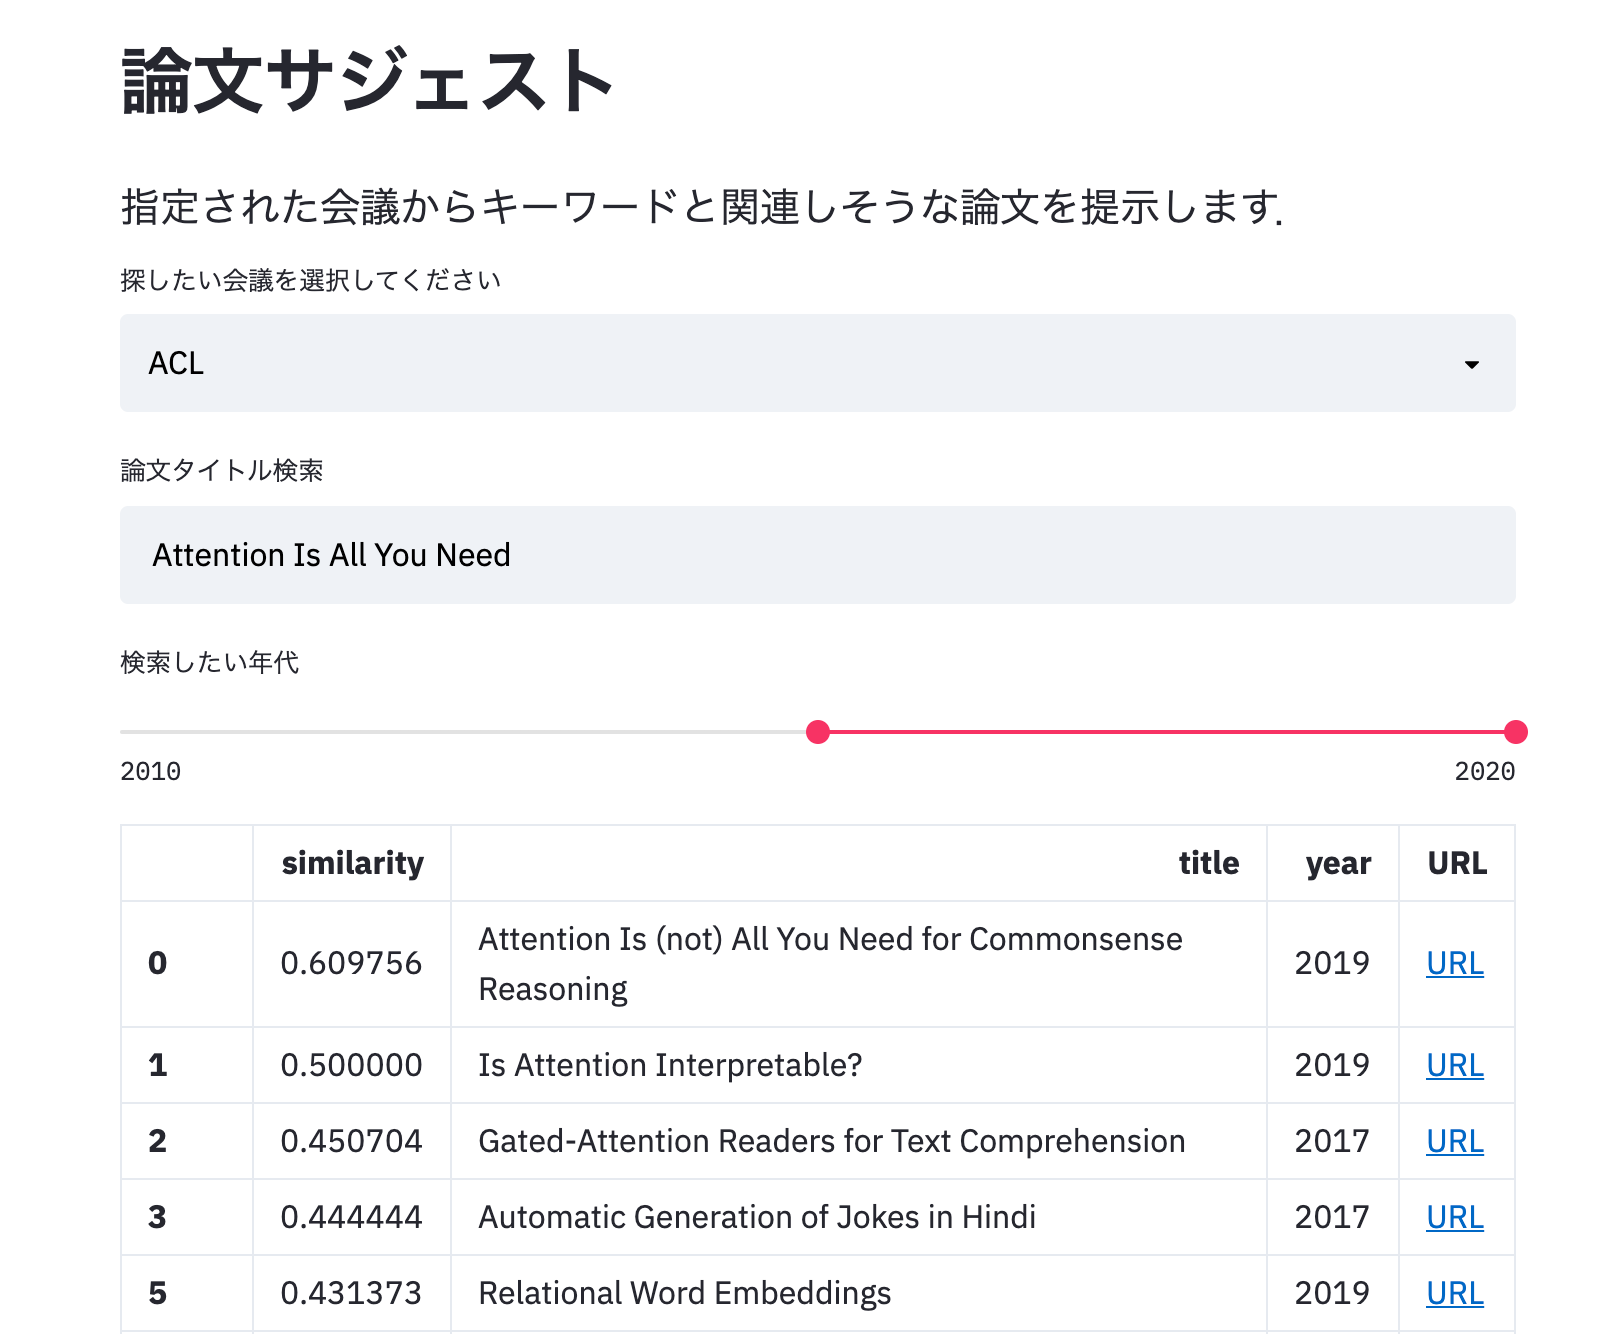 論文サジェスト
指定された会議からキーワードと関連しそうな論文を提示します.
探したい会議を選択してください
ACL
論文タイトル検索
Attention Is All You Need
検索したい年代
2010 2020
similarity title year URL
0 0.609756 Attention Is (not) All You Need for Commonsense
Reasoning 2019 URL
1 0.500000 Is Attention Interpretable? 2019 URL
2 0.450704 Gated-Attention Readers for Text Comprehension 2017 URL
3 0.444444 Automatic Generation of Jokes in Hindi 2017 URL
5 0.431373 Relational Word Embeddings 2019 URL